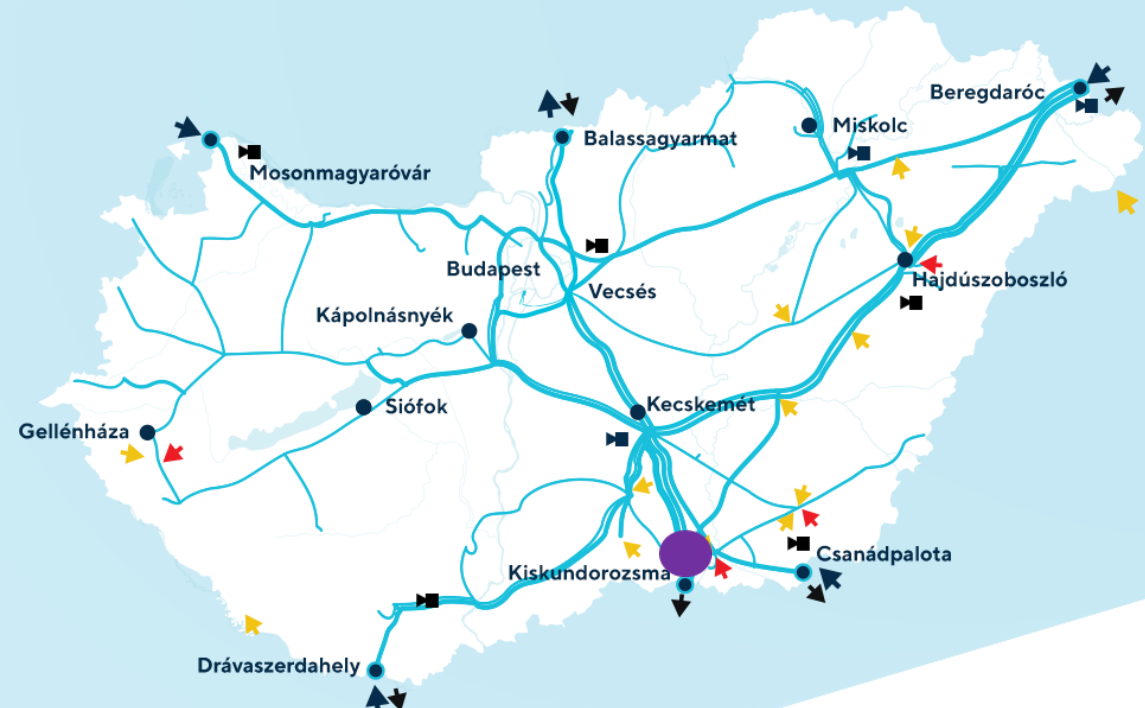 Beregdaróc
Miskolc
Balassagyarmat
Mosonmagyaróvár
Budapest
Hajdúszoboszló
Vecsés
Kápolnásnyék
Kecskemét
Siófok
Gellénháza
Csanádpalota
Kiskundorozsma
Drávaszerdahely